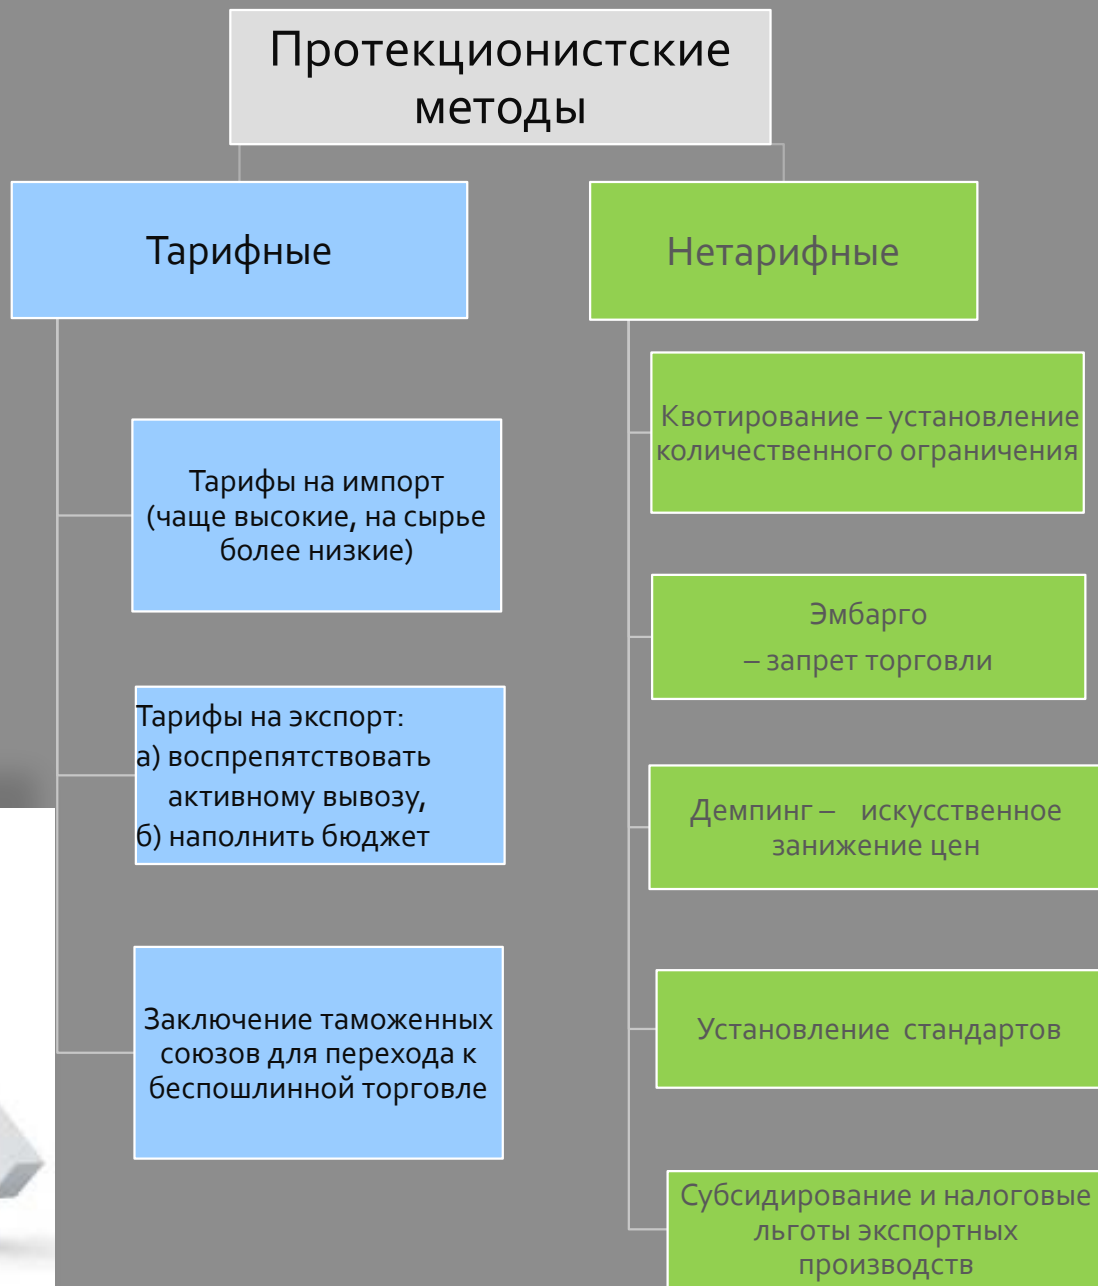 Протекционистские
методы
Тарифные
Тарифы на импорт
(чаще высокие, на сырье
более низкие)
Тарифы на экспорт:
а) воспрепятствовать
активному вывозу,
б) наполнить бюджет
Заключение таможенных
союзов для перехода к
беспошлинной торговле
Нетарифные
Квотирование – установление
количественного ограничения
Эмбарго
– запрет торговли
Демпинг – искусственное
занижение цен
Установление стандартов
Субсидирование и налоговые
льготы экспортных
производств